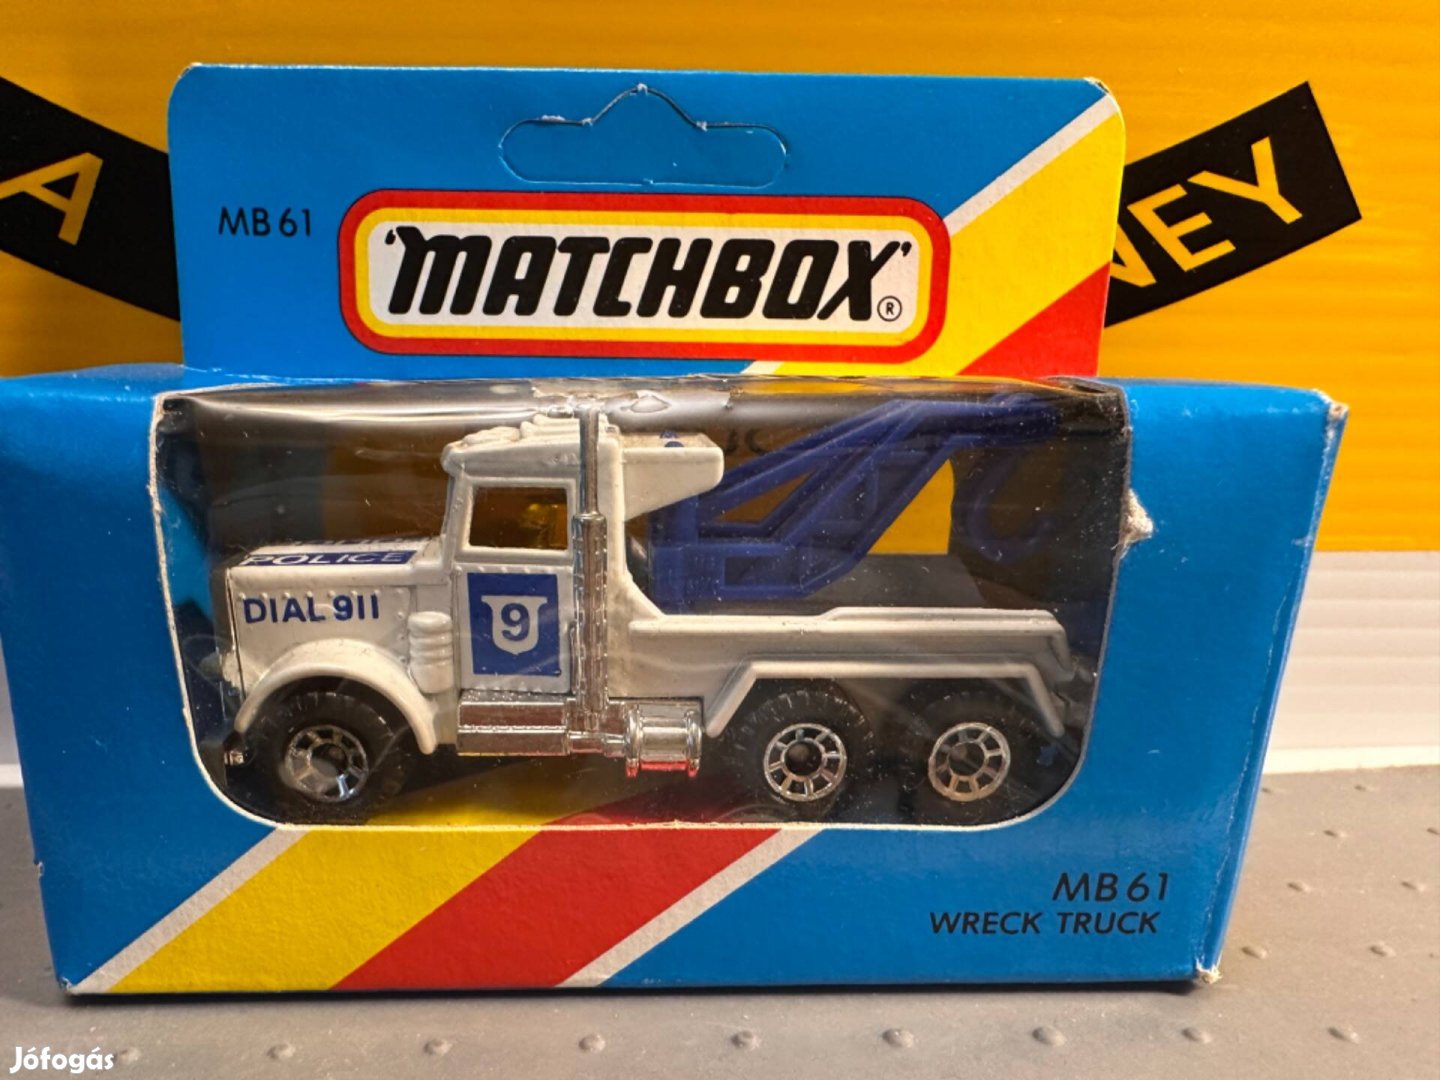 A
NEY
MB 61
'MATCHBOX'®
POLICE
DIAL 911
9
MB 61
WRECK TRUCK
Jófogás